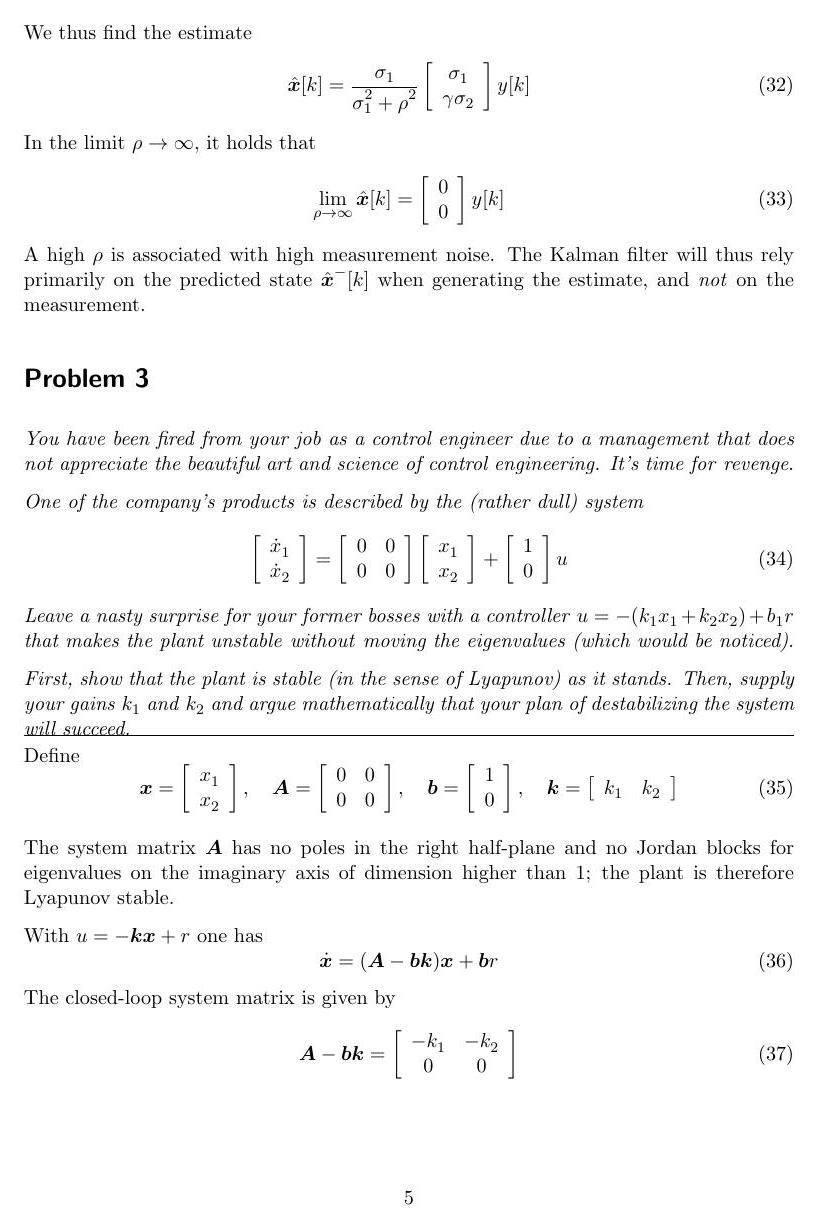 We thus find the estimate
x̂[k] = σ₁/(σ₁² + ρ²) [ σ₁ ; γσ₂ ] y[k] (32)
In the limit ρ → ∞, it holds that
lim_{ρ→∞} x̂[k] = [ 0 ; 0 ] y[k] (33)
A high ρ is associated with high measurement noise. The Kalman filter will thus rely
primarily on the predicted state x̂⁻[k] when generating the estimate, and not on the
measurement.
Problem 3
You have been fired from your job as a control engineer due to a management that does
not appreciate the beautiful art and science of control engineering. It's time for revenge.
One of the company's products is described by the (rather dull) system
[ ẋ₁ ; ẋ₂ ] = [ 0 0 ; 0 0 ] [ x₁ ; x₂ ] + [ 1 ; 0 ] u (34)
Leave a nasty surprise for your former bosses with a controller u = −(k₁x₁ + k₂x₂) + b₁r
that makes the plant unstable without moving the eigenvalues (which would be noticed).
First, show that the plant is stable (in the sense of Lyapunov) as it stands. Then, supply
your gains k₁ and k₂ and argue mathematically that your plan of destabilizing the system
will succeed.
Define
x = [ x₁ ; x₂ ], A = [ 0 0 ; 0 0 ], b = [ 1 ; 0 ], k = [ k₁ k₂ ] (35)
The system matrix A has no poles in the right half-plane and no Jordan blocks for
eigenvalues on the imaginary axis of dimension higher than 1; the plant is therefore
Lyapunov stable.
With u = −kx + r one has
ẋ = (A − bk)x + br (36)
The closed-loop system matrix is given by
A − bk = [ −k₁ −k₂ ; 0 0 ] (37)
5